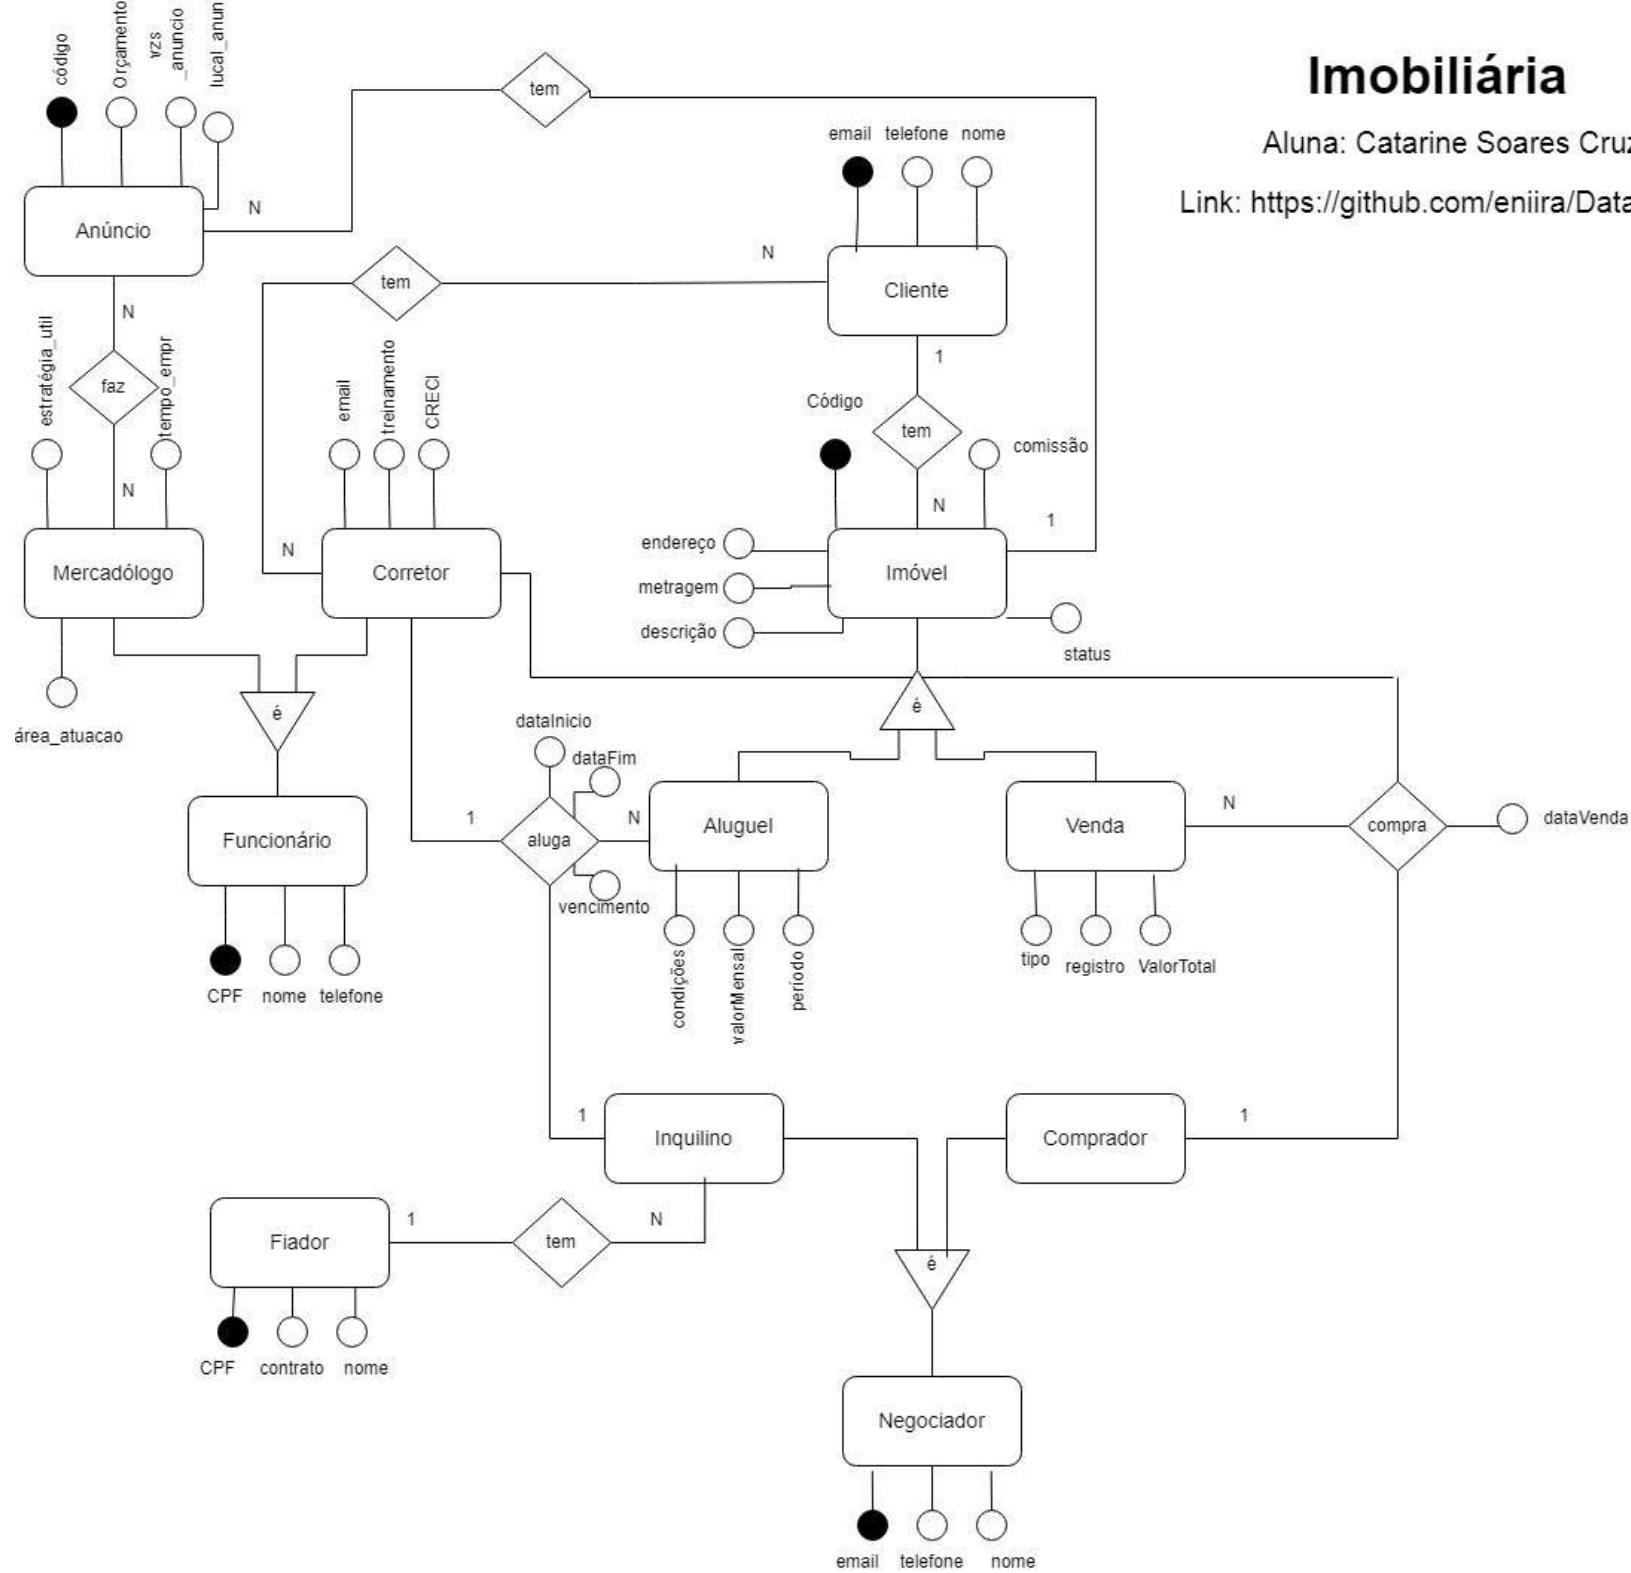 Imobiliária
Aluna: Catarine Soares Cruz
Link: https://github.com/eniira/Data
código
Orçamento
vzs
_anuncio
lucal_anun
Anúncio
N
tem
email
telefone
nome
N
tem
Cliente
N
1
estratégia_util
faz
tempo_empr
email
treinamento
CRECI
Código
tem
comissão
N
N
1
N
endereço
Mercadólogo
Corretor
Imóvel
metragem
descrição
status
é
é
área_atuacao
dataInicio
dataFim
1
N
N
Funcionário
aluga
Aluguel
Venda
compra
dataVenda
vencimento
condições
valorMensal
período
tipo
registro
ValorTotal
CPF
nome
telefone
1
1
Inquilino
Comprador
1
N
Fiador
tem
é
CPF
contrato
nome
Negociador
email
telefone
nome